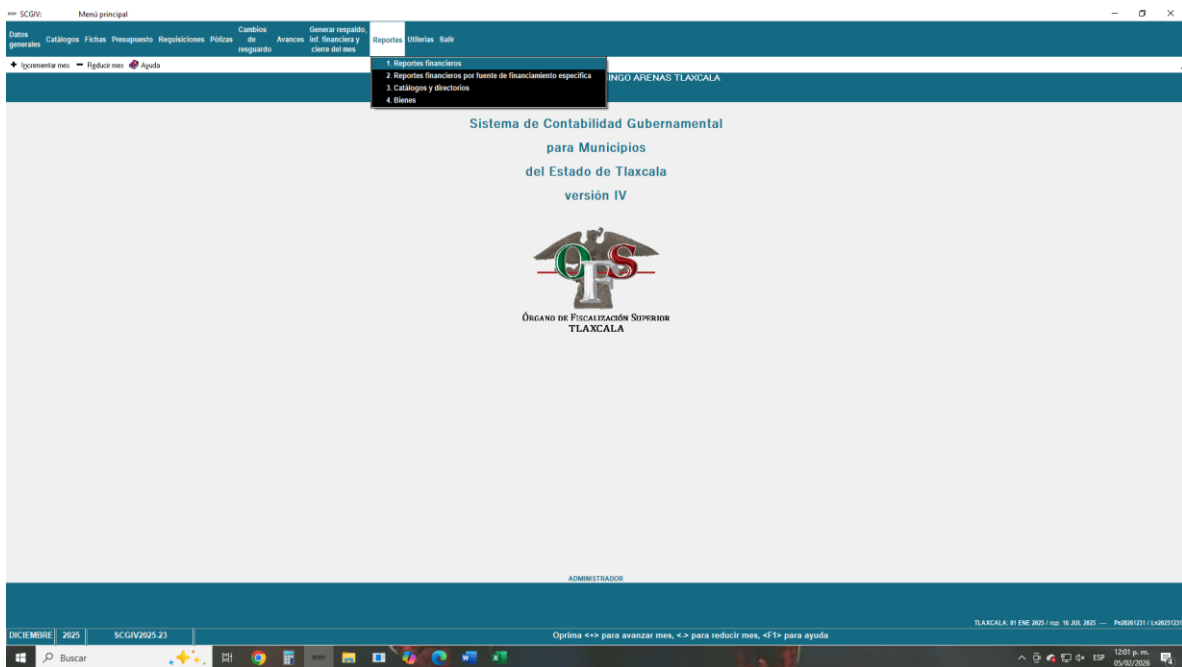 SCGIV: Menú principal
Datos generales Catálogos Fichas Presupuesto Requisiciones Pólizas Cambios de resguardo Avances Generar respaldo, inf. financiera y cierre del mes Reportes Utilerias Salir
Incrementar mes Reducir mes Ayuda
1. Reportes financieros
2. Reportes financieros por fuente de financiamiento específica
3. Catálogos y directorios
4. Bienes
INGO ARENAS TLAXCALA
Sistema de Contabilidad Gubernamental
para Municipios
del Estado de Tlaxcala
versión IV
OFS
ÓRGANO DE FISCALIZACIÓN SUPERIOR
TLAXCALA
ADMINISTRADOR
TLAXCALA: 01 ENE 2025 / rcp: 16 JUL 2025 — Px20261231 / Lx20251231
DICIEMBRE 2025 SCGIV2025-23 Oprima <+> para avanzar mes, <-> para reducir mes, <F1> para ayuda
Buscar ESP 12:01 p. m.
05/02/2026